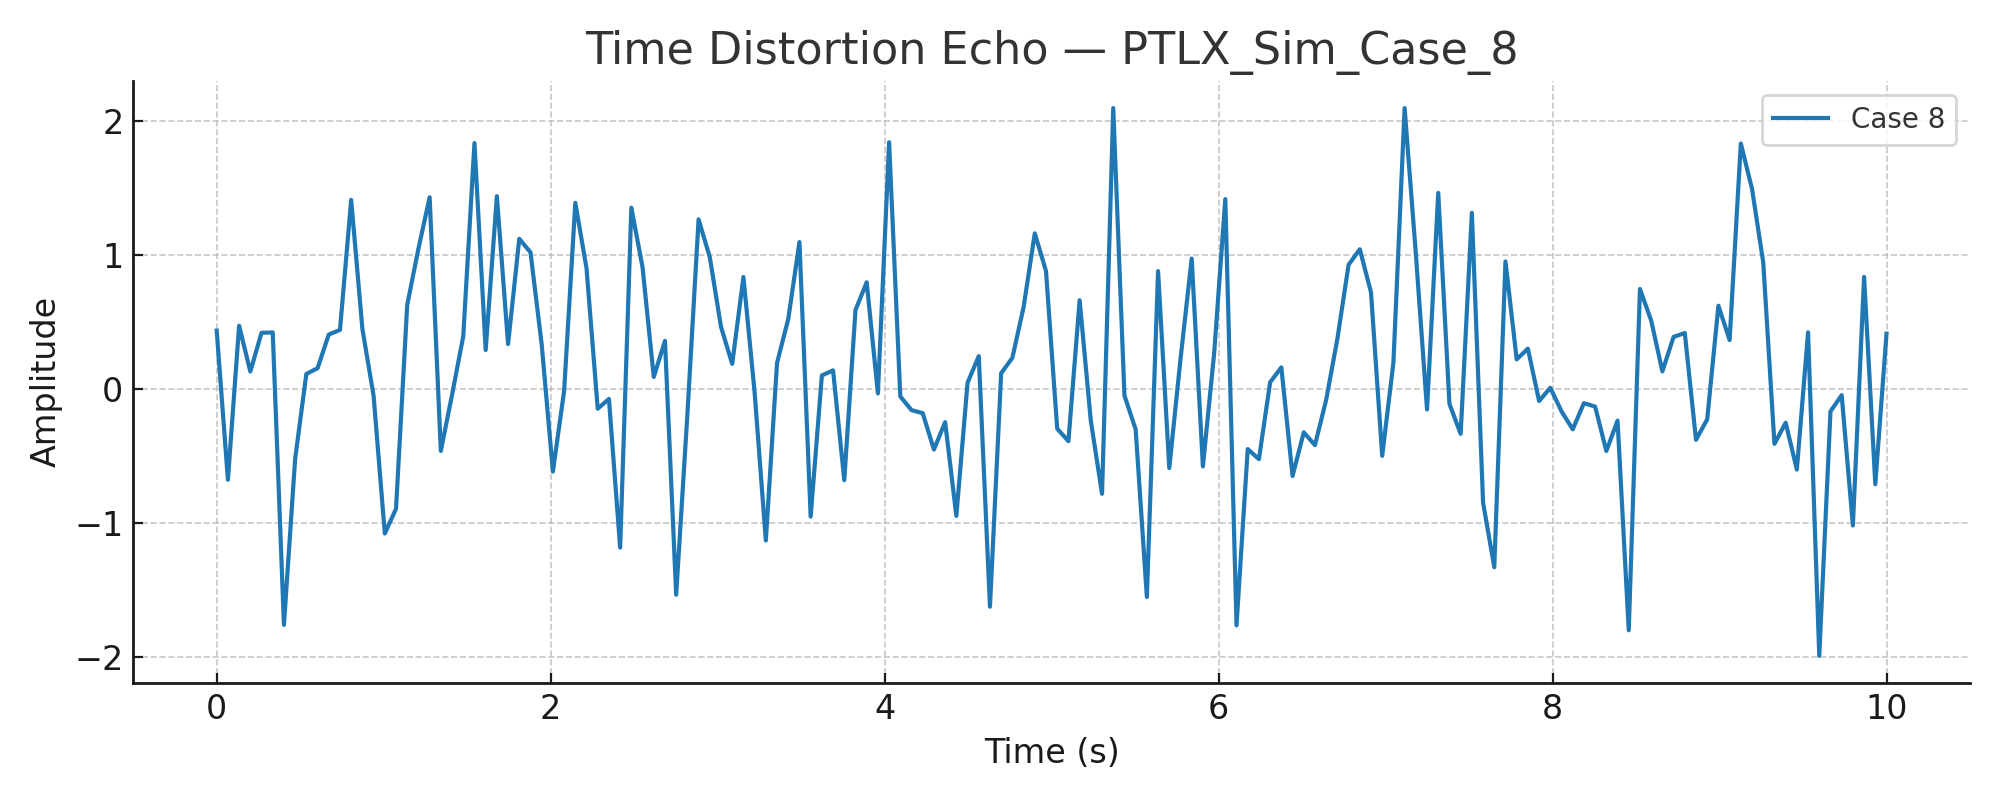 Time Distortion Echo — PTLX_Sim_Case_8
Case 8
Amplitude
2
1
0
−1
−2
0 2 4 6 8 10
Time (s)